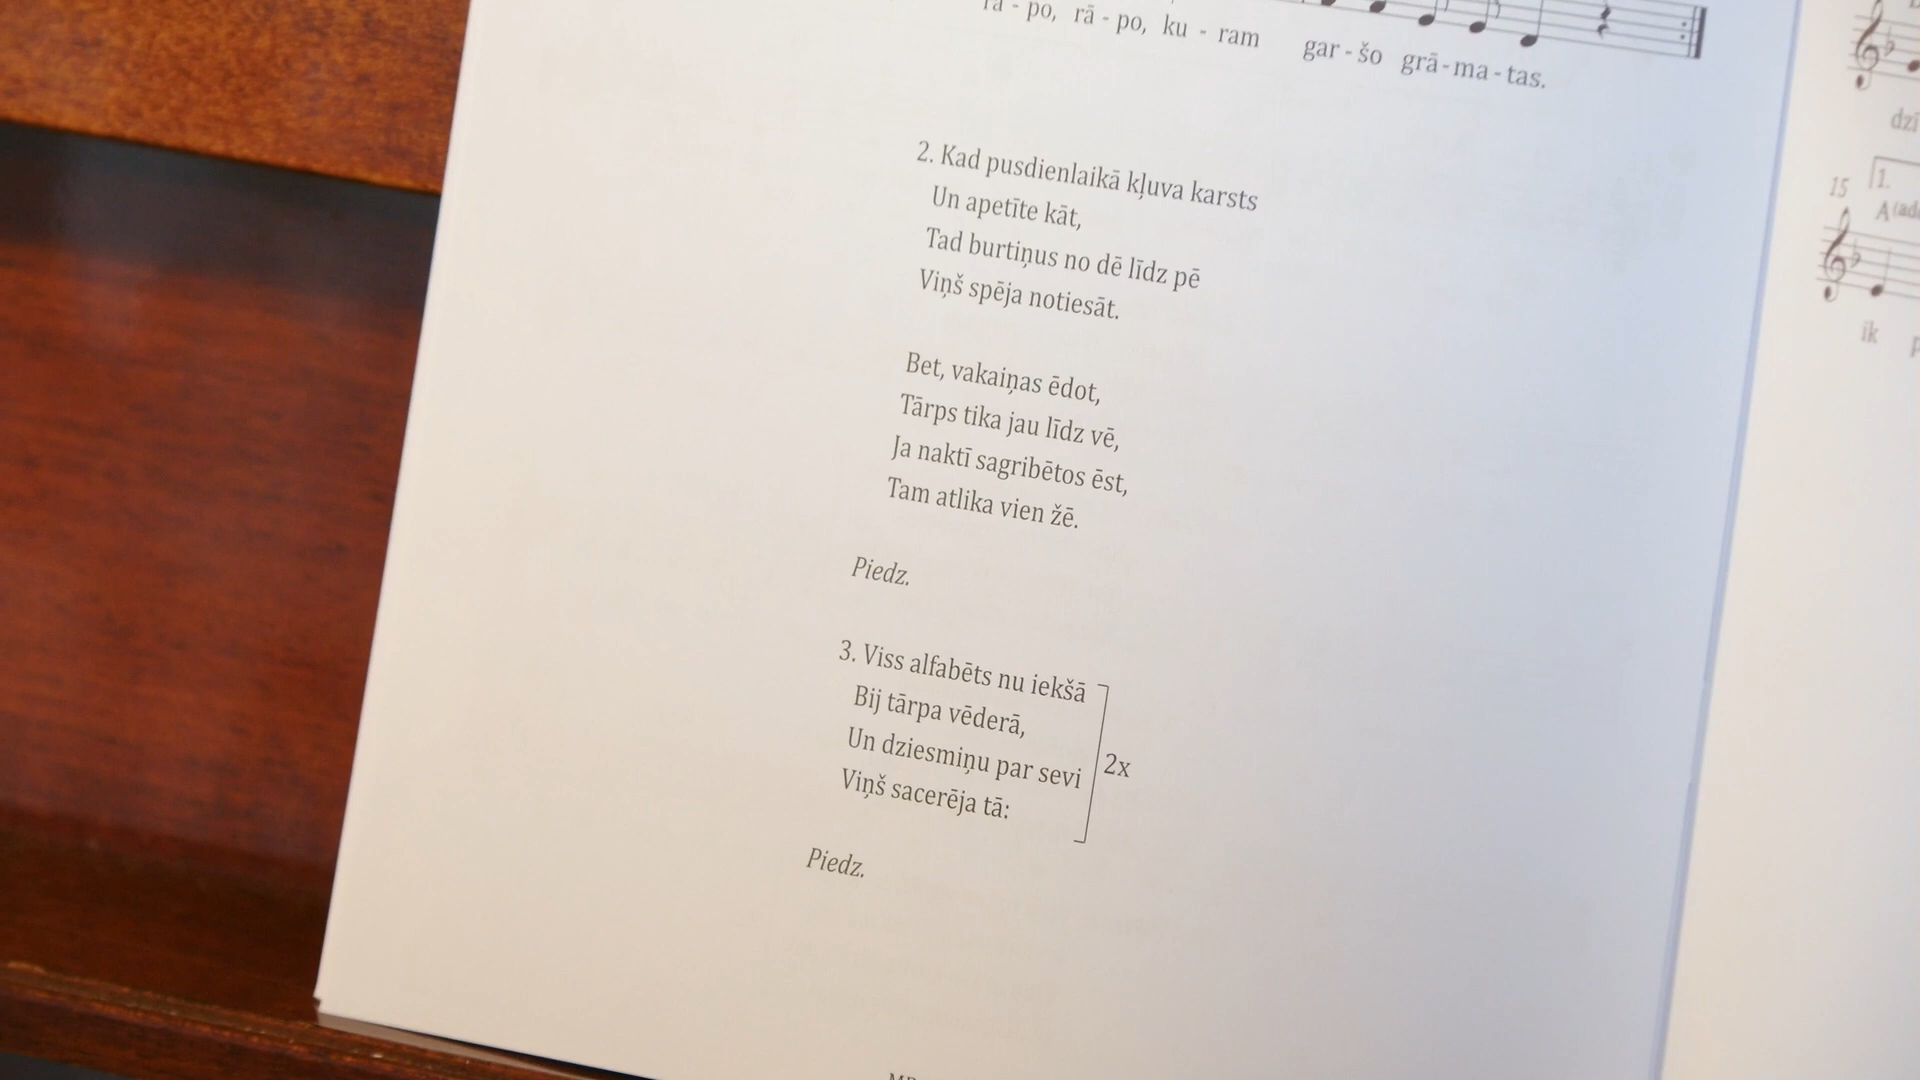 rā - po, rā - po, ku - ram gar - šo grā - ma - tas.
2. Kad pusdienlaikā kļuva karsts
Un apetīte kāt,
Tad burtiņus no dē līdz pē
Viņš spēja notiesāt.
Bet, vakaiņas ēdot,
Tārps tika jau līdz vē,
Ja naktī sagribētos ēst,
Tam atlika vien žē.
Piedz.
3. Viss alfabēts nu iekšā
Bij tārpa vēderā,
Un dziesmiņu par sevi
Viņš sacerēja tā:
2x
Piedz.
dzī
15
1.
ik